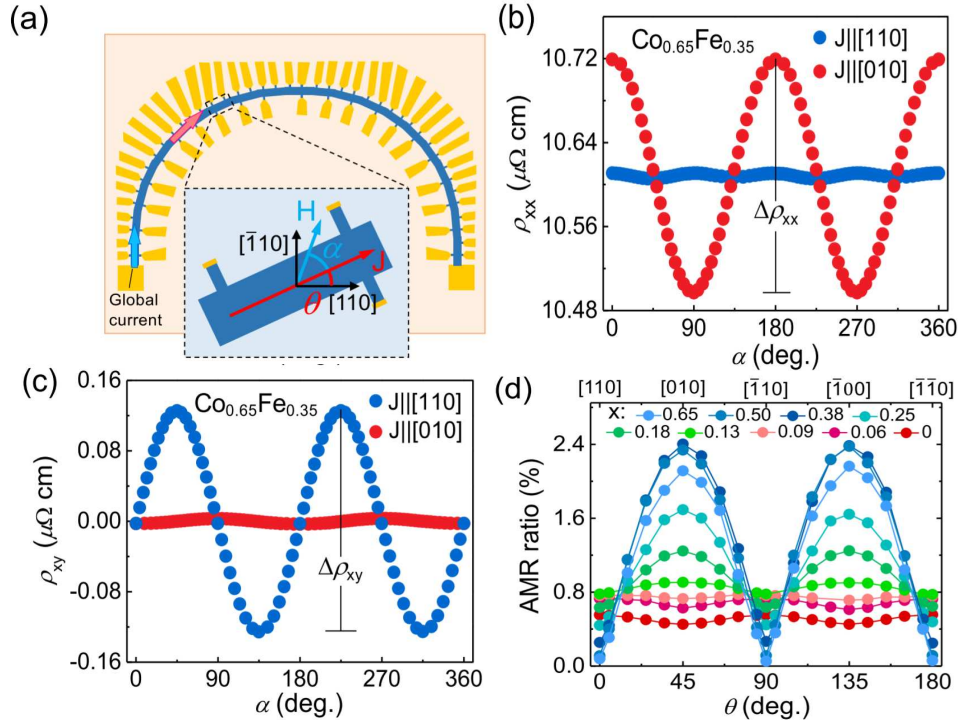 (a)
H
[1̄10]
α
J
θ
[110]
Global
current
(b)
Co0.65Fe0.35
J||[110]
J||[010]
10.72
10.64
10.56
10.48
ρxx (μΩ cm)
Δρxx
0 90 180 270 360
α (deg.)
(c)
Co0.65Fe0.35
J||[110]
J||[010]
0.16
0.08
0.00
-0.08
-0.16
ρxy (μΩ cm)
Δρxy
0 90 180 270 360
α (deg.)
(d)
[110] [010] [1̄10] [1̄00] [1̄1̄0]
x: 0.65 0.50 0.38 0.25
0.18 0.13 0.09 0.06 0
2.4
1.6
0.8
0.0
AMR ratio (%)
0 45 90 135 180
θ (deg.)